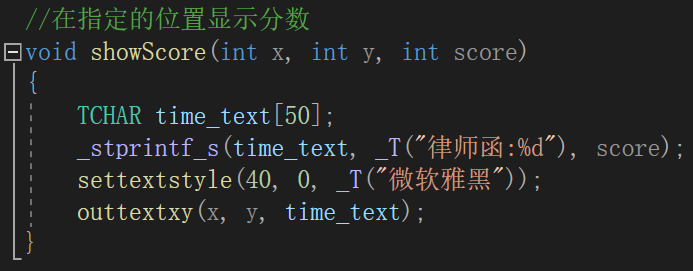 //在指定的位置显示分数
void showScore(int x, int y, int score)
{
TCHAR time_text[50];
_stprintf_s(time_text, _T("律师函:%d"), score);
settextstyle(40, 0, _T("微软雅黑"));
outtextxy(x, y, time_text);
}